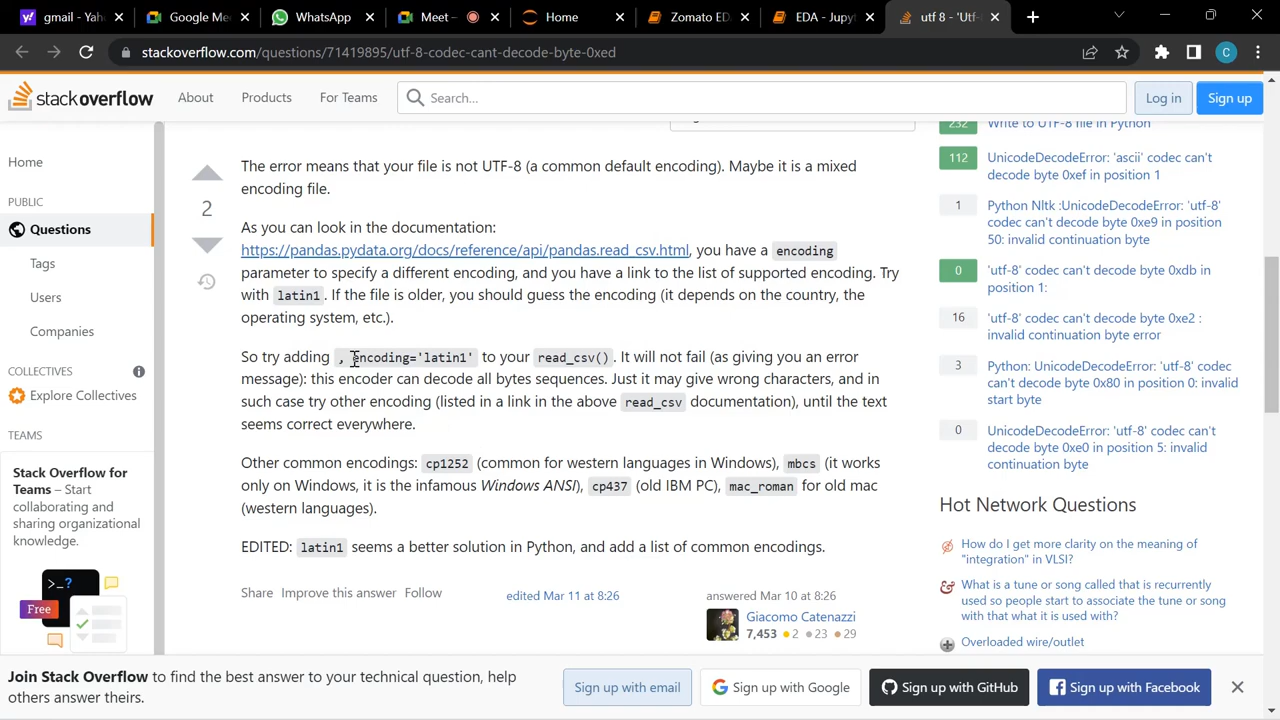 gmail - Yaho
Google Me
WhatsApp
Meet –
Home
Zomato ED
EDA - Jupyt
utf 8 - 'Utf-
stackoverflow.com/questions/71419895/utf-8-codec-cant-decode-byte-0xed
C
stackoverflow
About
Products
For Teams
Search...
Log in
Sign up
Home
PUBLIC
Questions
Tags
Users
Companies
COLLECTIVES
Explore Collectives
TEAMS
Stack Overflow for
Teams – Start
collaborating and
sharing organizational
knowledge.
>_?
Free
2
The error means that your file is not UTF-8 (a common default encoding). Maybe it is a mixed
encoding file.
As you can look in the documentation:
https://pandas.pydata.org/docs/reference/api/pandas.read_csv.html, you have a encoding
parameter to specify a different encoding, and you have a link to the list of supported encoding. Try
with latin1. If the file is older, you should guess the encoding (it depends on the country, the
operating system, etc.).
So try adding , encoding='latin1' to your read_csv(). It will not fail (as giving you an error
message): this encoder can decode all bytes sequences. Just it may give wrong characters, and in
such case try other encoding (listed in a link in the above read_csv documentation), until the text
seems correct everywhere.
Other common encodings: cp1252 (common for western languages in Windows), mbcs (it works
only on Windows, it is the infamous Windows ANSI), cp437 (old IBM PC), mac_roman for old mac
(western languages).
EDITED: latin1 seems a better solution in Python, and add a list of common encodings.
Share Improve this answer Follow
edited Mar 11 at 8:26
answered Mar 10 at 8:26
Giacomo Catenazzi
7,453 2 23 29
232 Write to UTF-8 file in Python
112 UnicodeDecodeError: 'ascii' codec can't
decode byte 0xef in position 1
1 Python Nltk :UnicodeDecodeError: 'utf-8'
codec can't decode byte 0xe9 in position
50: invalid continuation byte
0 'utf-8' codec can't decode byte 0xdb in
position 1:
16 'utf-8' codec can't decode byte 0xe2 :
invalid continuation byte error
3 Python: UnicodeDecodeError: 'utf-8' codec
can't decode byte 0x80 in position 0: invalid
start byte
0 UnicodeDecodeError: 'utf-8' codec can't
decode byte 0xe0 in position 5: invalid
continuation byte
Hot Network Questions
How do I get more clarity on the meaning of
"integration" in VLSI?
What is a tune or song called that is recurrently
used so people start to associate the tune or song
with that what it is used with?
Overloaded wire/outlet
Join Stack Overflow to find the best answer to your technical question, help
others answer theirs.
Sign up with email
Sign up with Google
Sign up with GitHub
Sign up with Facebook